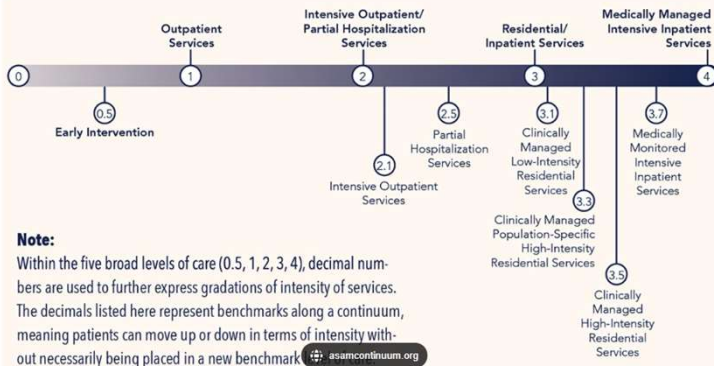 Intensive Outpatient/
Partial Hospitalization
Services
Medically Managed
Intensive Inpatient
Services
Outpatient
Services
Residential/
Inpatient Services
0
1
2
3
4
0.5
Early Intervention
2.1
Intensive Outpatient
Services
2.5
Partial
Hospitalization
Services
3.1
Clinically
Managed
Low-Intensity
Residential
Services
3.3
Clinically Managed
Population-Specific
High-Intensity
Residential Services
3.5
Clinically
Managed
High-Intensity
Residential
Services
3.7
Medically
Monitored
Intensive
Inpatient
Services
Note:
Within the five broad levels of care (0.5, 1, 2, 3, 4), decimal num-
bers are used to further express gradations of intensity of services.
The decimals listed here represent benchmarks along a continuum,
meaning patients can move up or down in terms of intensity with-
out necessarily being placed in a new benchmark
asamcontinuum.org